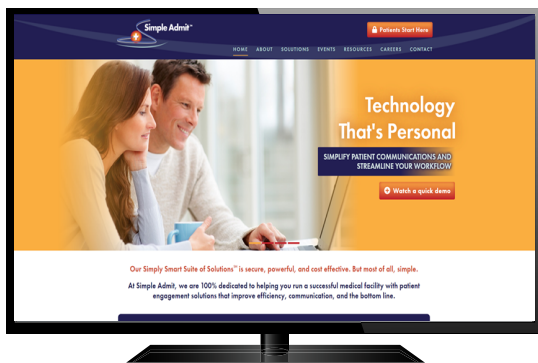 Simple Admit™
Patients Start Here
HOME ABOUT SOLUTIONS EVENTS RESOURCES CAREERS CONTACT
Technology
That's Personal
SIMPLIFY PATIENT COMMUNICATIONS AND
STREAMLINE YOUR WORKFLOW
Watch a quick demo
Our Simply Smart Suite of Solutions™ is secure, powerful, and cost effective. But most of all, simple.
At Simple Admit, we are 100% dedicated to helping you run a successful medical facility with patient
engagement solutions that improve efficiency, communication, and the bottom line.